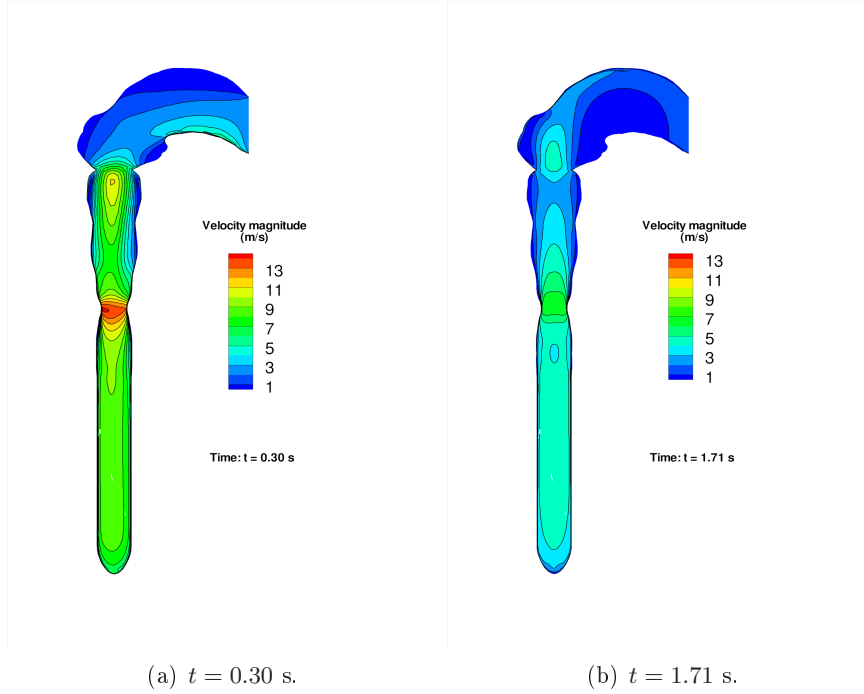 Velocity magnitude
(m/s)
13
11
9
7
5
3
1
Time: t = 0.30 s
Velocity magnitude
(m/s)
13
11
9
7
5
3
1
Time: t = 1.71 s
(a) t = 0.30 s.
(b) t = 1.71 s.